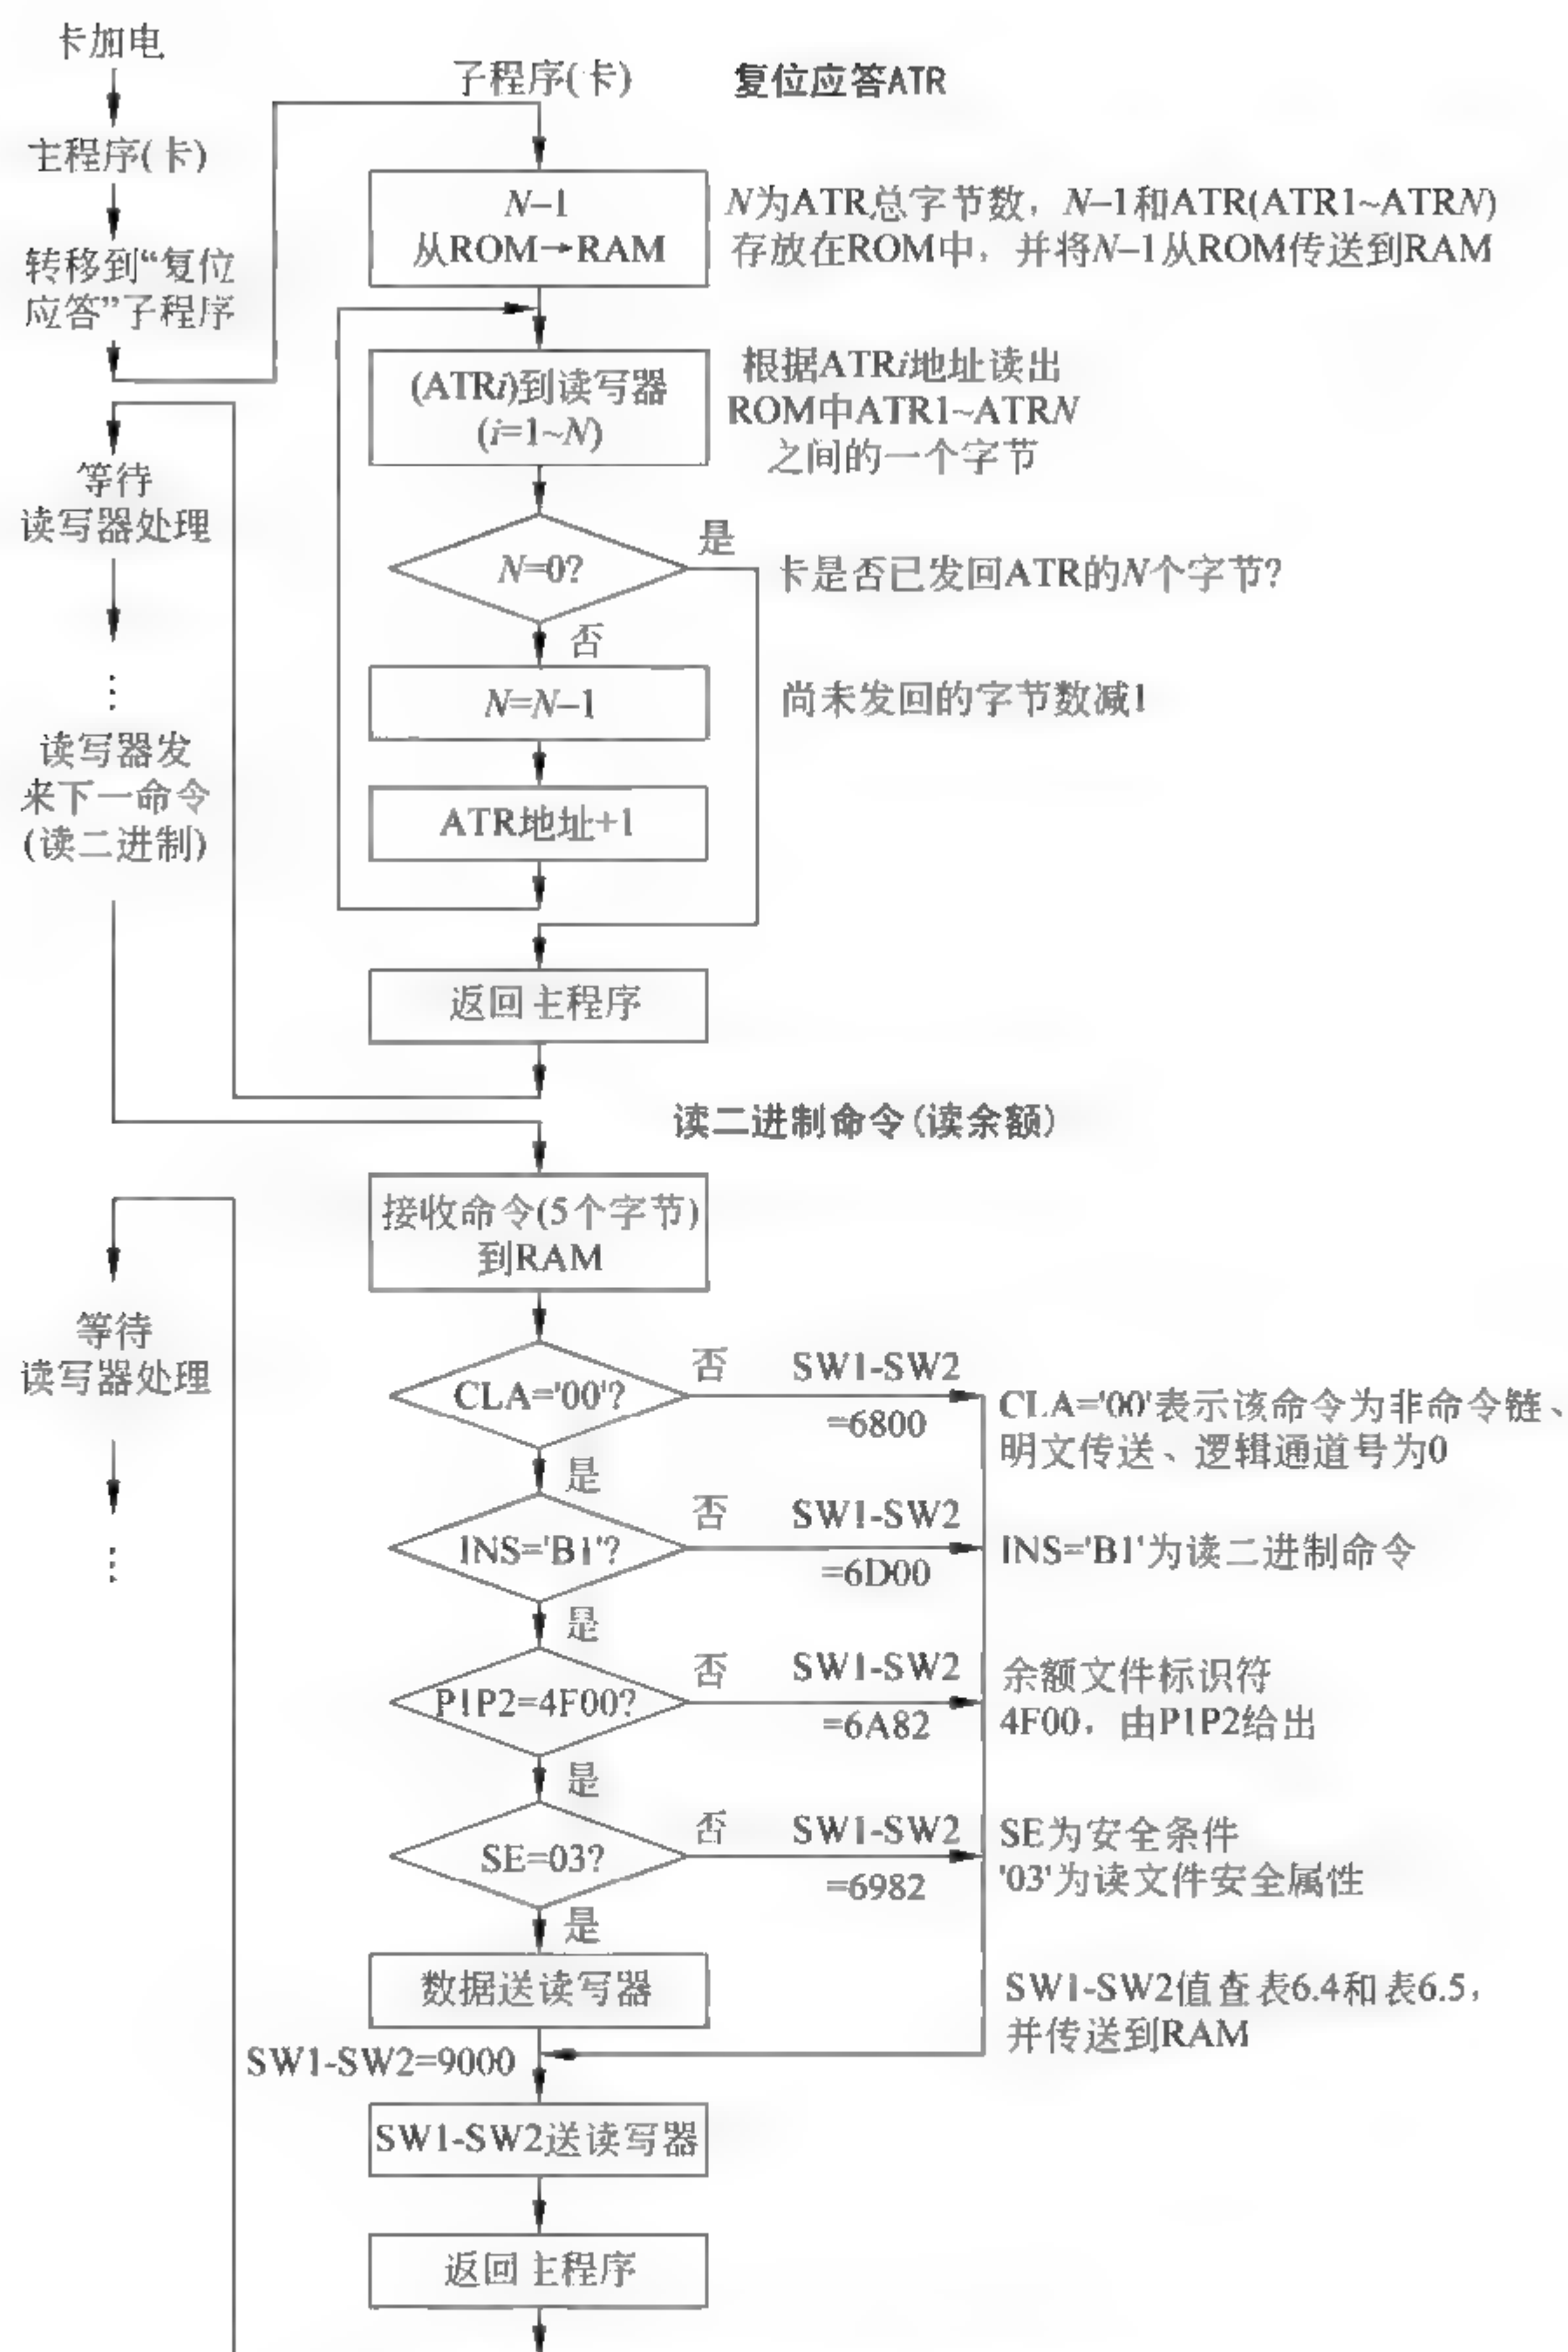 卡加电
主程序(卡)
转移到“复位
应答”子程序
等待
读写器处理
⋮
读写器发
来下一命令
(读二进制)
子程序(卡)
复位应答ATR
N–1
从ROM→RAM
N为ATR总字节数，N–1和ATR(ATR1~ATRN)
存放在ROM中，并将N–1从ROM传送到RAM
(ATRi)到读写器
(i=1~N)
根据ATRi地址读出
ROM中ATR1~ATRN
之间的一个字节
N=0?
是
卡是否已发回ATR的N个字节?
否
N=N–1
尚未发回的字节数减1
ATR地址+1
返回主程序
读二进制命令(读余额)
接收命令(5个字节)
到RAM
等待
读写器处理
⋮
CLA='00'?
否
SW1-SW2
=6800
CLA='00'表示该命令为非命令链、
明文传送、逻辑通道号为0
是
INS='B1'?
否
SW1-SW2
=6D00
INS='B1'为读二进制命令
是
P1P2=4F00?
否
SW1-SW2
=6A82
余额文件标识符
4F00，由P1P2给出
是
SE=03?
否
SW1-SW2
=6982
SE为安全条件
'03'为读文件安全属性
是
数据送读写器
SW1-SW2值查表6.4和表6.5，
并传送到RAM
SW1-SW2=9000
SW1-SW2送读写器
返回主程序